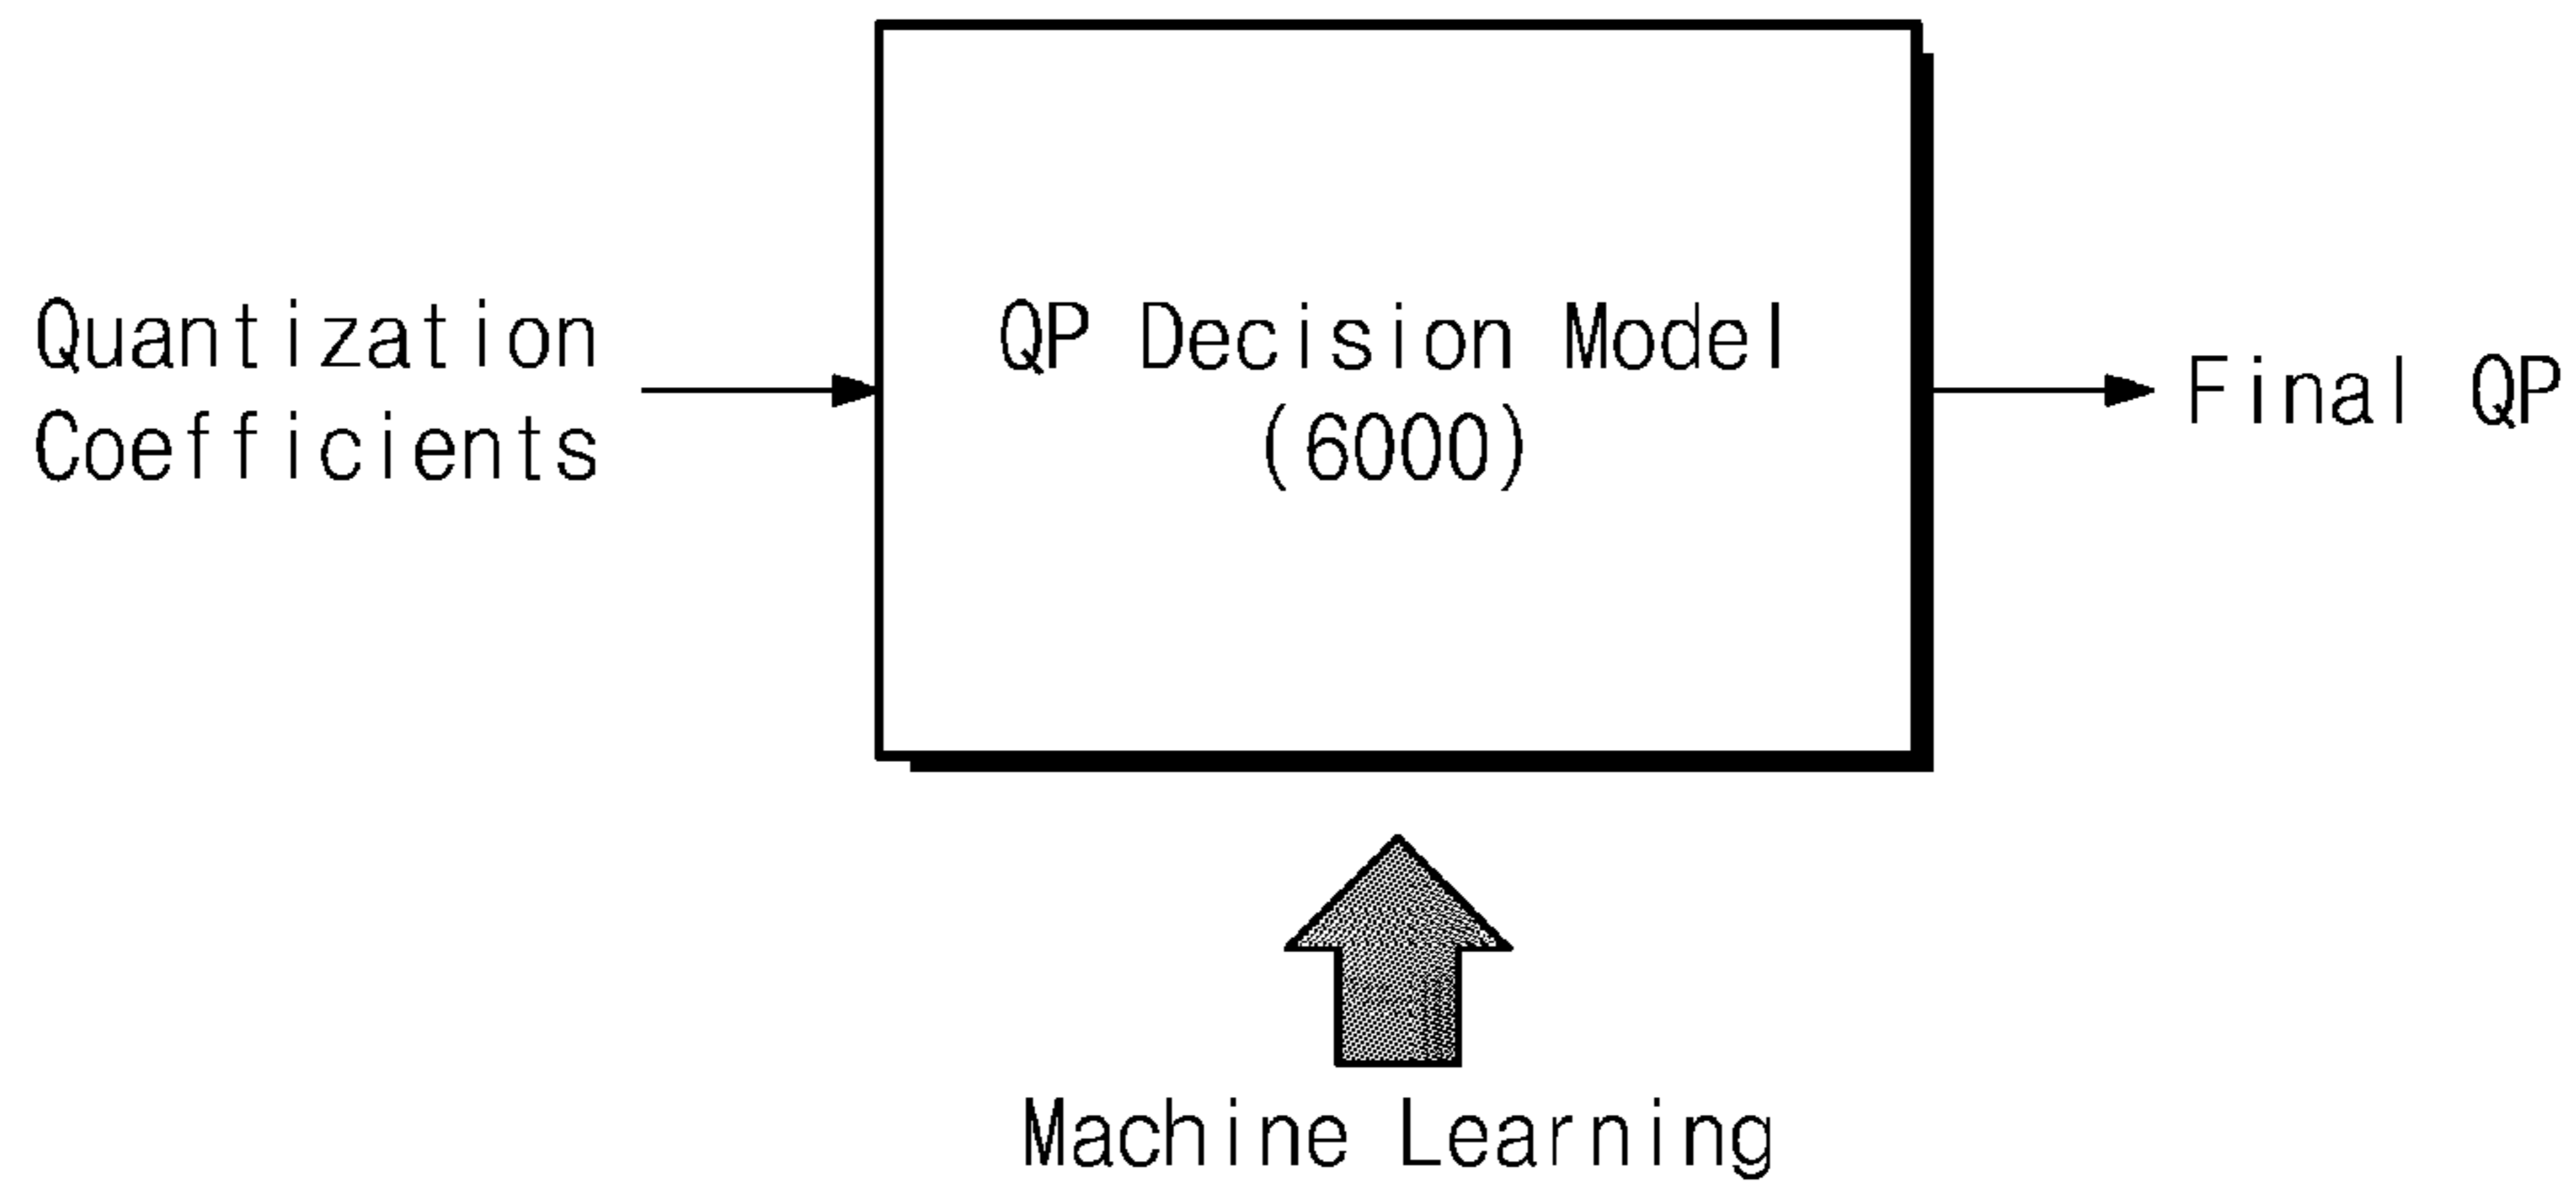 Quantization
Coefficients
QP Decision Model
(6000)
Final QP
Machine Learning